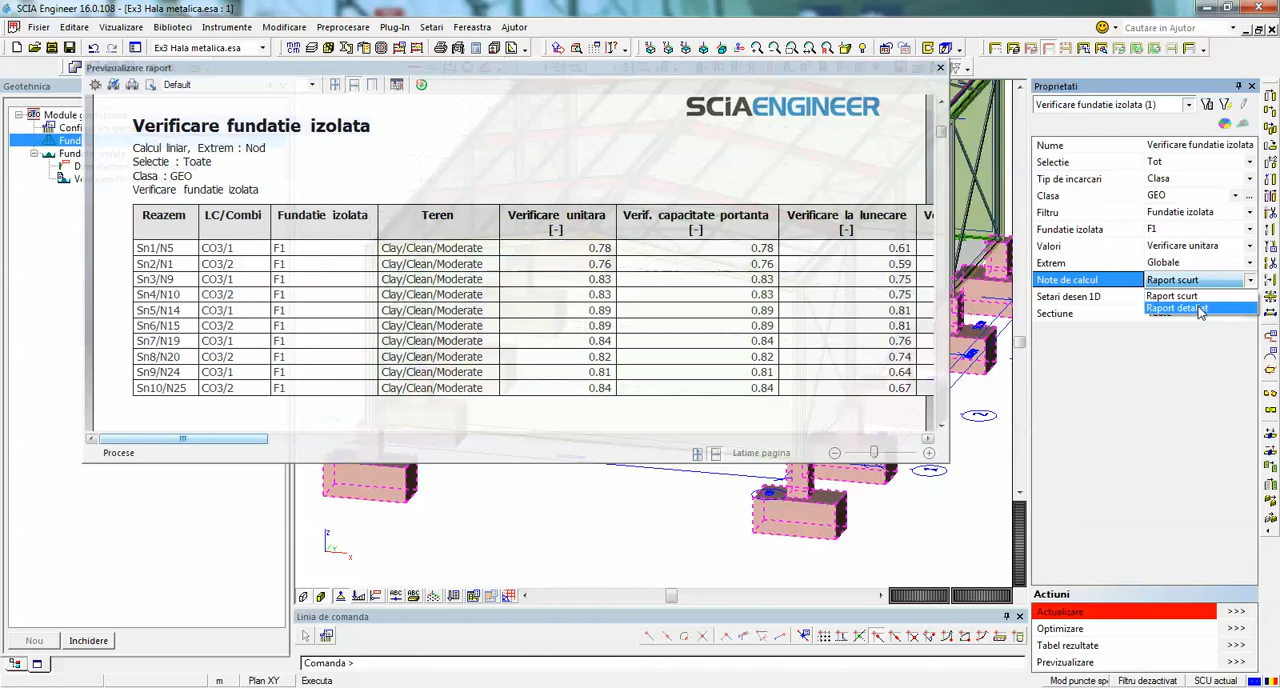 SCIA Engineer 16.0.108 - [Ex3 Hala metalica.esa : 1]
Fisier Editare Vizualizare Biblioteci Instrumente Modificare Preprocesare Plug-In Setari Fereastra Ajutor
Cautare in Ajutor
Ex3 Hala metalica.esa
Geotehnica
Module g
Confi
Fund
Fund
D
Ve
Nou
Inchidere
Previzualizare raport
Default
SCIAENGINEER
Verificare fundatie izolata
Calcul liniar, Extrem : Nod
Selectie : Toate
Clasa : GEO
Verificare fundatie izolata
Reazem LC/Combi Fundatie izolata Teren Verificare unitara Verif. capacitate portanta Verificare la lunecare
[-] [-] [-]
Sn1/N5 CO3/1 F1 Clay/Clean/Moderate 0.78 0.78 0.61
Sn2/N1 CO3/1 F1 Clay/Clean/Moderate 0.76 0.76 0.59
Sn3/N9 CO3/1 F1 Clay/Clean/Moderate 0.83 0.83 0.75
Sn4/N10 CO3/2 F1 Clay/Clean/Moderate 0.83 0.83 0.75
Sn5/N14 CO3/1 F1 Clay/Clean/Moderate 0.89 0.89 0.81
Sn6/N15 CO3/2 F1 Clay/Clean/Moderate 0.89 0.89 0.81
Sn7/N19 CO3/1 F1 Clay/Clean/Moderate 0.84 0.84 0.76
Sn8/N20 CO3/2 F1 Clay/Clean/Moderate 0.82 0.82 0.74
Sn9/N24 CO3/1 F1 Clay/Clean/Moderate 0.81 0.81 0.64
Sn10/N25 CO3/2 F1 Clay/Clean/Moderate 0.84 0.84 0.67
Procese
Latime pagina
Proprietati
Verificare fundatie izolata (1)
Nume Verificare fundatie izolata
Selectie Tot
Tip de incarcari Clasa
Clasa GEO
Filtru Fundatie izolata
Fundatie izolata F1
Valori Verificare unitara
Extrem Globale
Note de calcul Raport scurt
Setari desen 1D Raport scurt
Raport detaliat
Sectiune
Actiuni
Actualizare >>>
Optimizare >>>
Tabel rezultate >>>
Previzualizare >>>
Linia de comanda
Comanda >
m Plan XY Executa Mod puncte sp Filtru dezactivat SCU actual